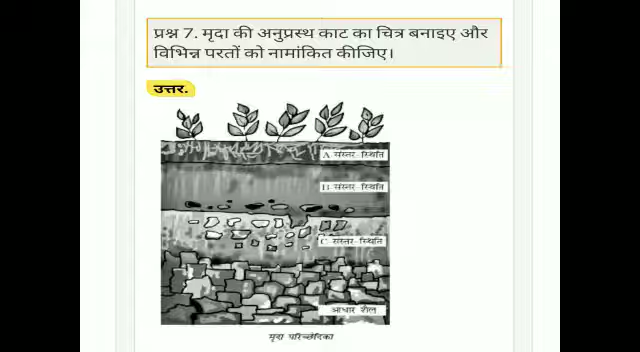 प्रश्न 7. मृदा की अनुप्रस्थ काट का चित्र बनाइए और
विभिन्न परतों को नामांकित कीजिए।
उत्तर.
A संस्तर-स्थिति
B संस्तर-स्थिति
C-संस्तर-स्थिति
आधार शैल
मृदा परिच्छेदिका